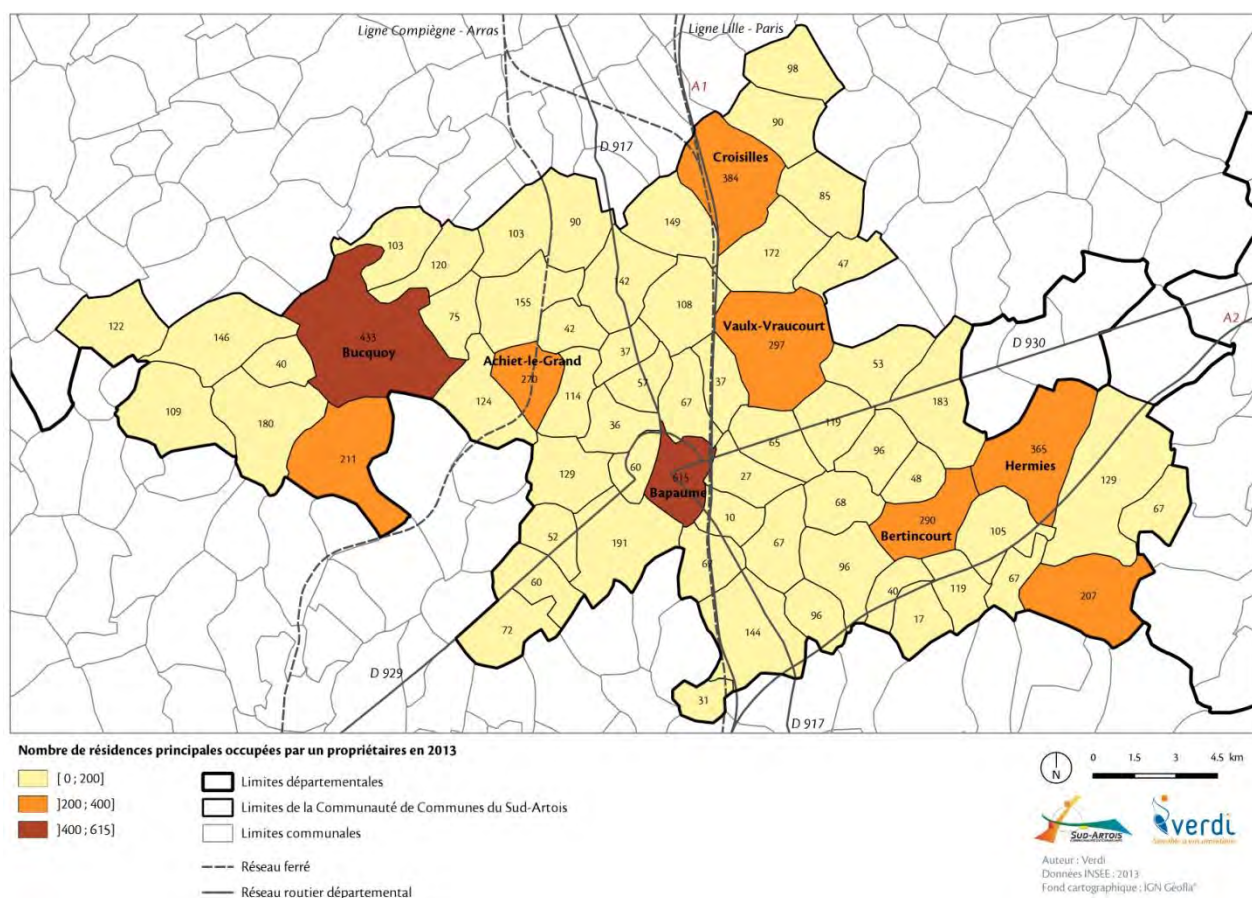 Ligne Compiègne - Arras
Ligne Lille - Paris
98
A1
90
D 917
Croisilles
384
85
149
90
103
103
172
120
47
42
155
108
122
75
146
433
Bucquoy
42
Vaulx-Vraucourt
297
D 930
A2
40
37
Achiet-le-Grand
270
53
57
37
124
114
67
183
109
180
36
119
65
96
365
Hermies
211
129
60
615
Bapaume
27
48
129
68
67
10
290
Bertincourt
105
52
191
67
60
96
67
40
119
67
207
17
96
72
144
D 929
31
D 917
Nombre de résidences principales occupées par un propriétaires en 2013
[ 0 ; 200]
]200 ; 400]
]400 ; 615]
Limites départementales
Limites de la Communauté de Communes du Sud-Artois
Limites communales
Réseau ferré
Réseau routier départemental
N
0 1.5 3 4.5 km
SUD-ARTOIS
verdi
Auteur : Verdi
Données INSEE : 2013
Fond cartographique : IGN Géofla®